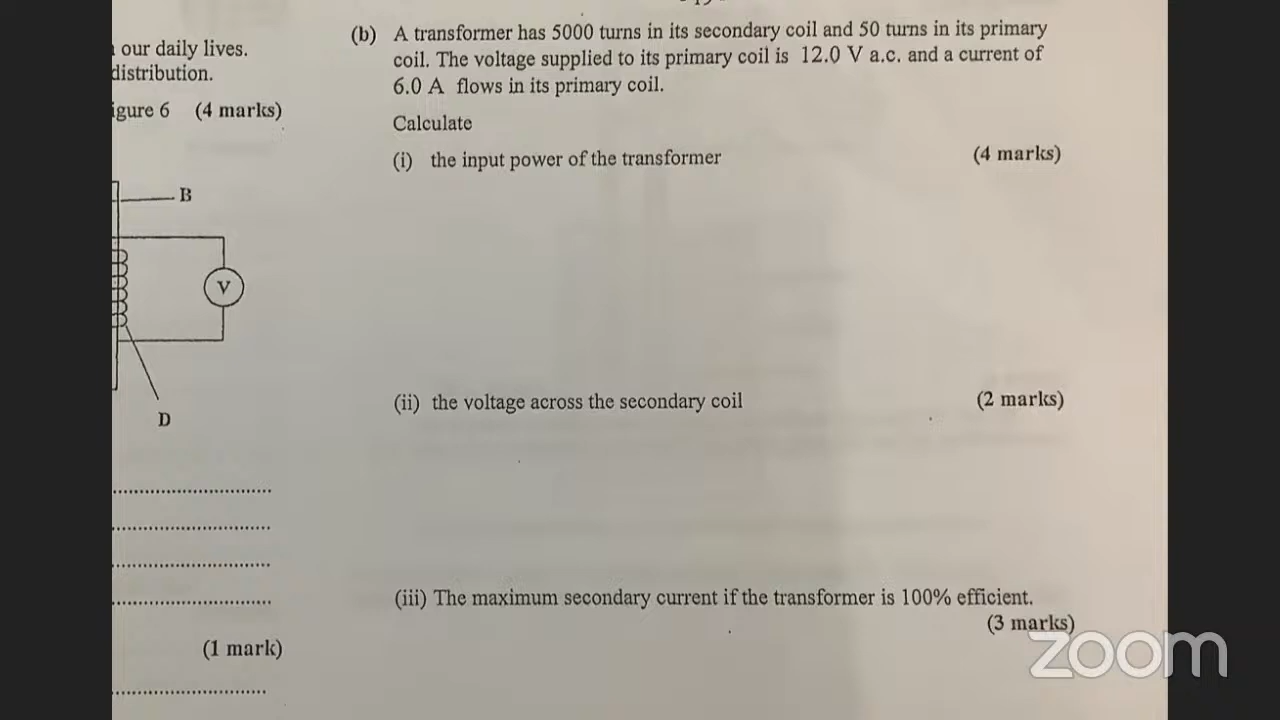 our daily lives.
distribution.
igure 6 (4 marks)
B
V
D
(1 mark)
(b) A transformer has 5000 turns in its secondary coil and 50 turns in its primary
coil. The voltage supplied to its primary coil is 12.0 V a.c. and a current of
6.0 A flows in its primary coil.
Calculate
(i) the input power of the transformer (4 marks)
(ii) the voltage across the secondary coil (2 marks)
(iii) The maximum secondary current if the transformer is 100% efficient.
(3 marks)
zoom